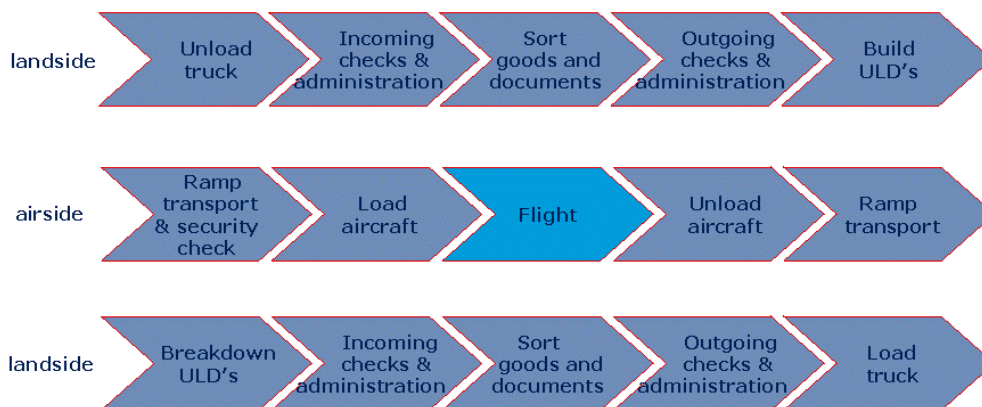 landside
Unload
truck
Incoming
checks &
administration
Sort
goods and
documents
Outgoing
checks &
administration
Build
ULD's
airside
Ramp
transport
& security
check
Load
aircraft
Flight
Unload
aircraft
Ramp
transport
landside
Breakdown
ULD's
Incoming
checks &
administration
Sort
goods and
documents
Outgoing
checks &
administration
Load
truck